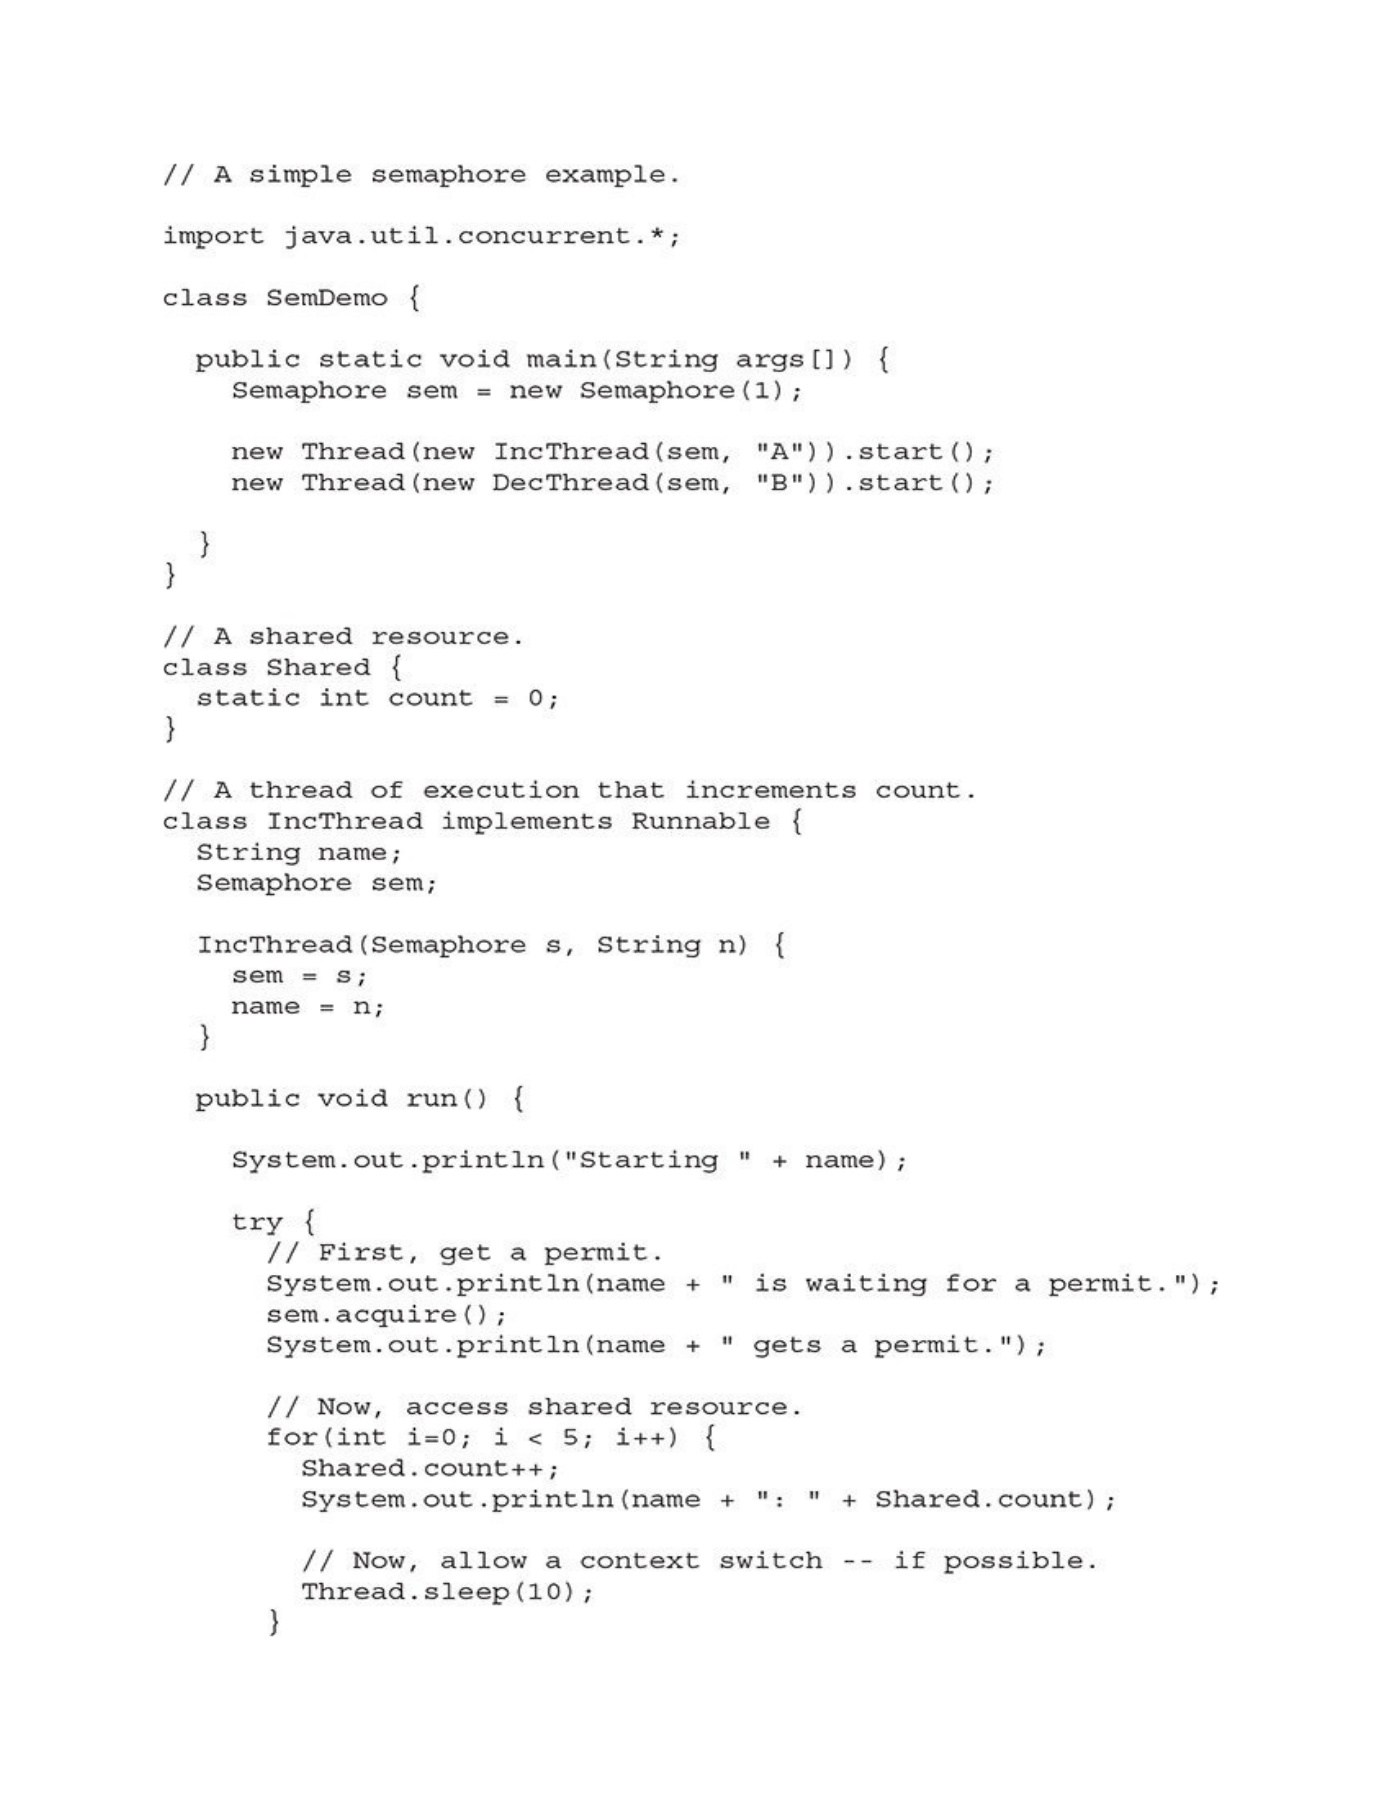 // A simple semaphore example.

import java.util.concurrent.*;

class SemDemo {

  public static void main(String args[]) {
    Semaphore sem = new Semaphore(1);

    new Thread(new IncThread(sem, "A")).start();
    new Thread(new DecThread(sem, "B")).start();

  }
}

// A shared resource.
class Shared {
  static int count = 0;
}

// A thread of execution that increments count.
class IncThread implements Runnable {
  String name;
  Semaphore sem;

  IncThread(Semaphore s, String n) {
    sem = s;
    name = n;
  }

  public void run() {

    System.out.println("Starting " + name);

    try {
      // First, get a permit.
      System.out.println(name + " is waiting for a permit.");
      sem.acquire();
      System.out.println(name + " gets a permit.");

      // Now, access shared resource.
      for(int i=0; i < 5; i++) {
        Shared.count++;
        System.out.println(name + ": " + Shared.count);

        // Now, allow a context switch -- if possible.
        Thread.sleep(10);
      }